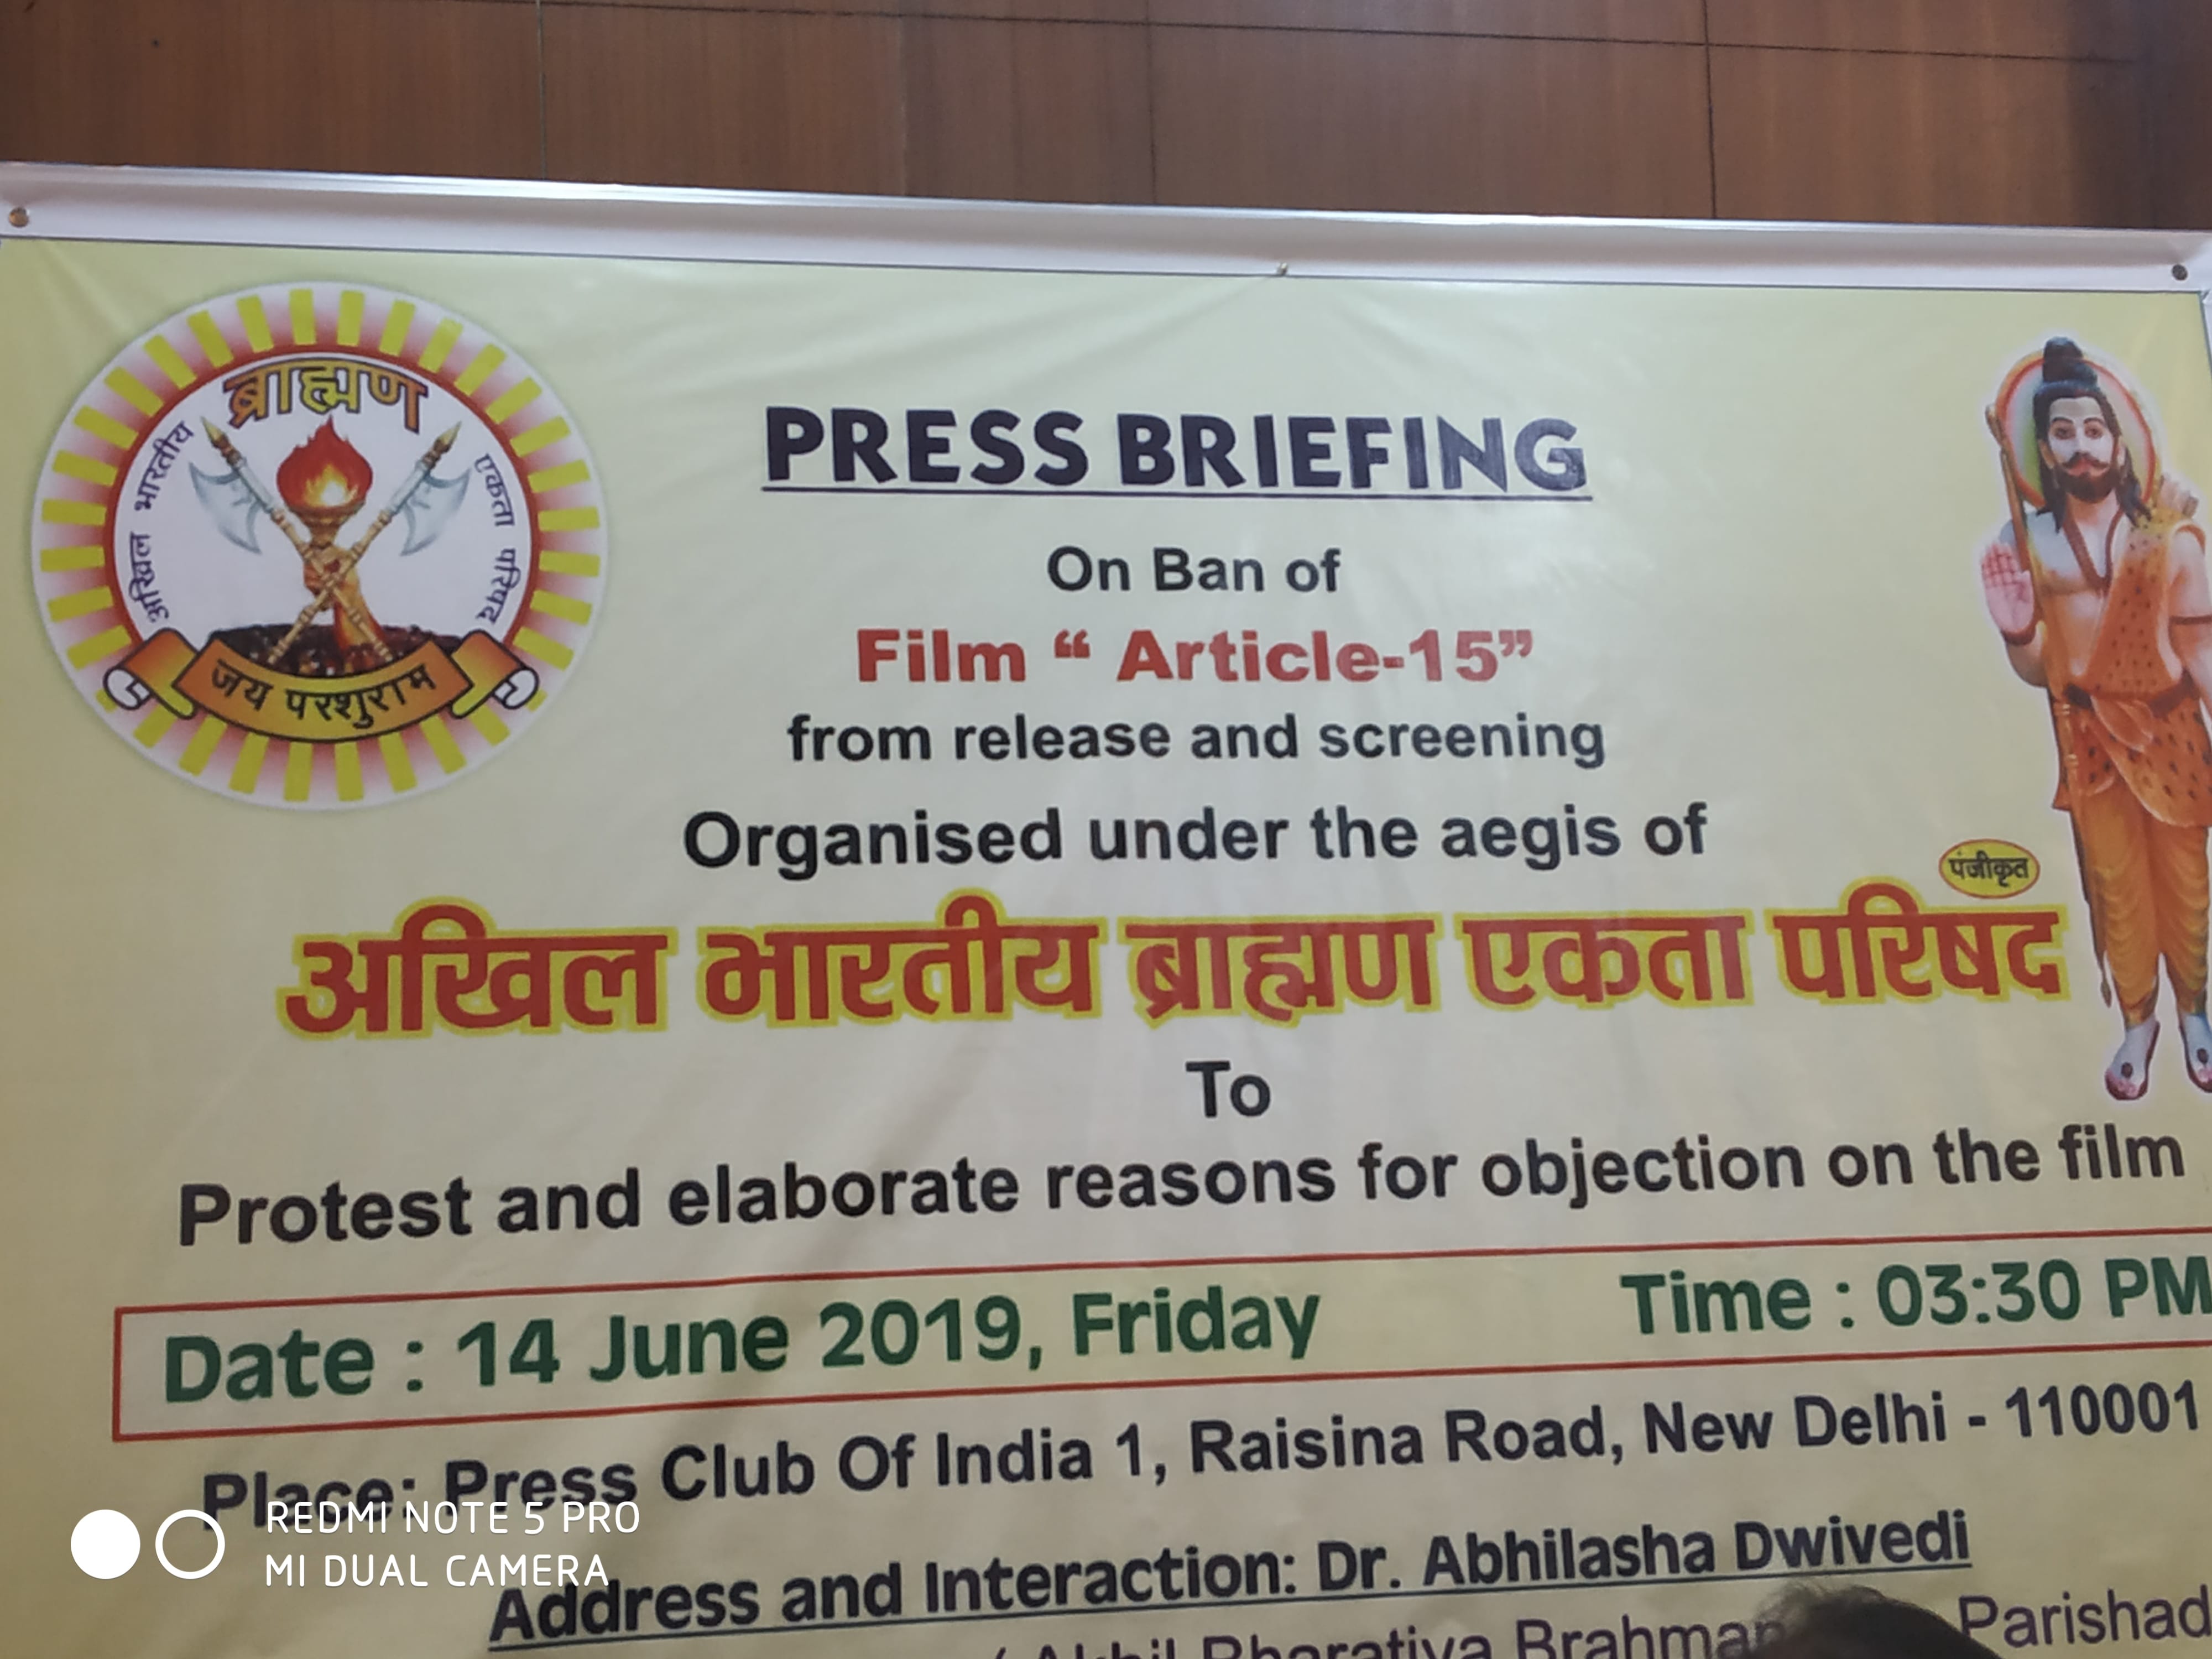 ब्राह्मण
अखिल भारतीय
एकता परिषद
जय परशुराम
PRESS BRIEFING
On Ban of
Film “ Article-15”
from release and screening
Organised under the aegis of
पंजीकृत
अखिल भारतीय ब्राह्मण एकता परिषद
To
Protest and elaborate reasons for objection on the film
Date : 14 June 2019, Friday Time : 03:30 PM
Place: Press Club Of India 1, Raisina Road, New Delhi - 110001
Address and Interaction: Dr. Abhilasha Dwivedi
( Akhil Bharatiya Brahman Parishad
REDMI NOTE 5 PRO
MI DUAL CAMERA